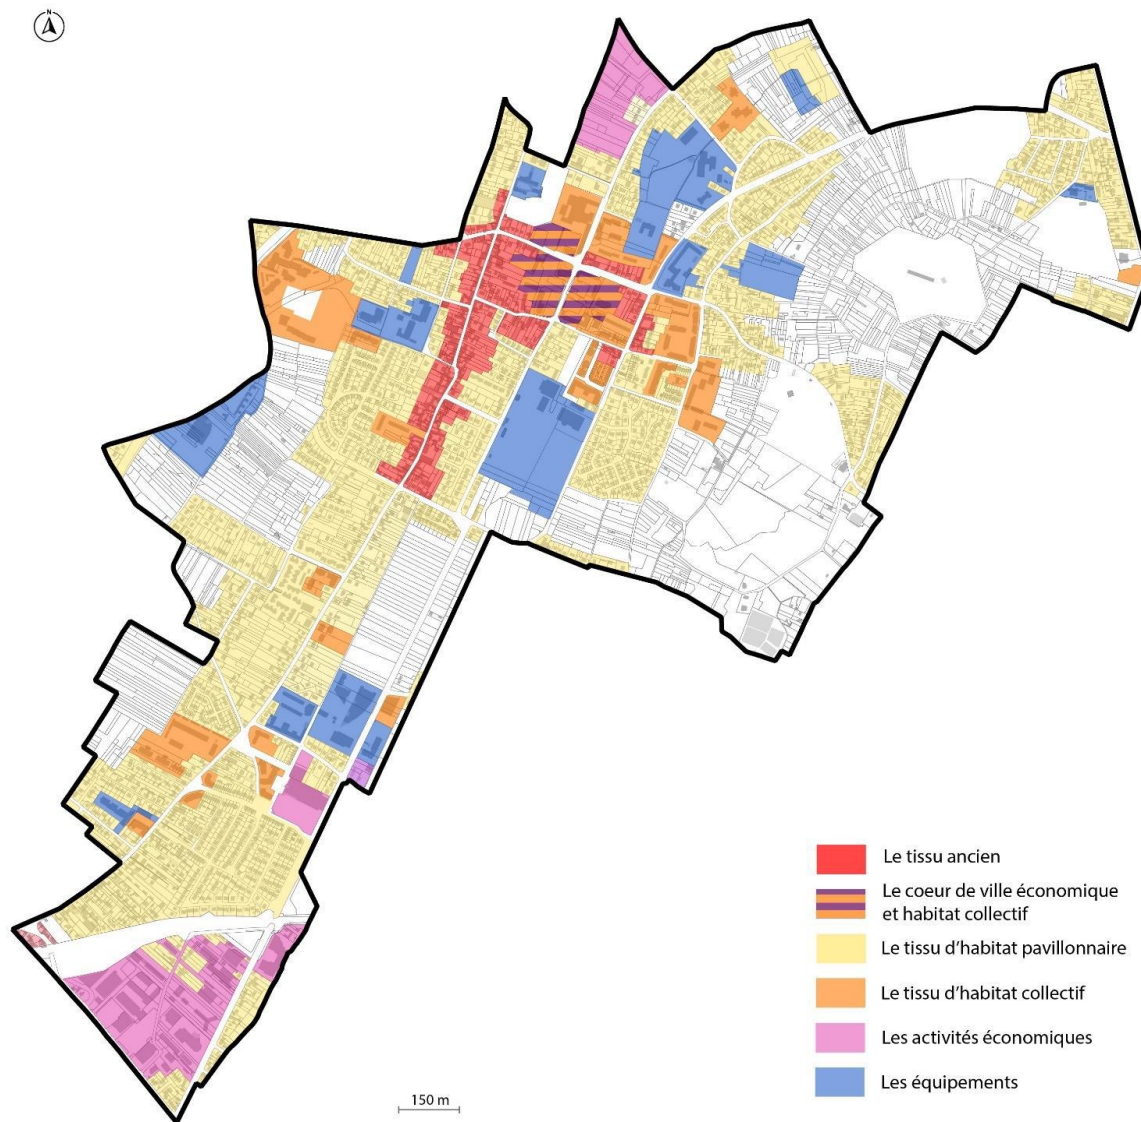 N
Le tissu ancien
Le coeur de ville économique
et habitat collectif
Le tissu d'habitat pavillonnaire
Le tissu d'habitat collectif
Les activités économiques
Les équipements
150 m